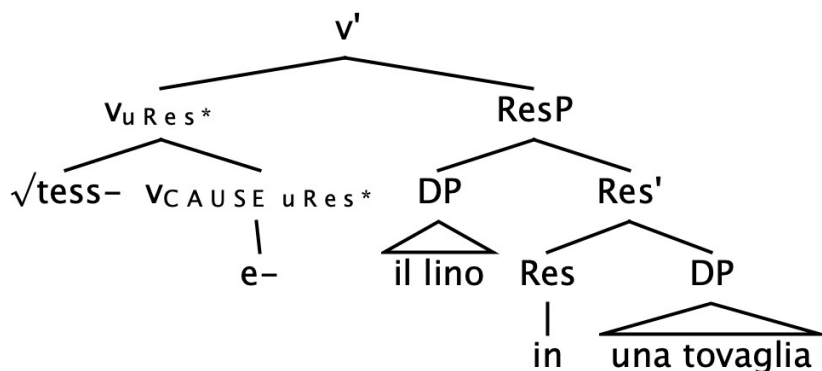 v'
vuRes* ResP
√tess- vCAUSE uRes* DP Res'
e- il lino Res DP
in una tovaglia